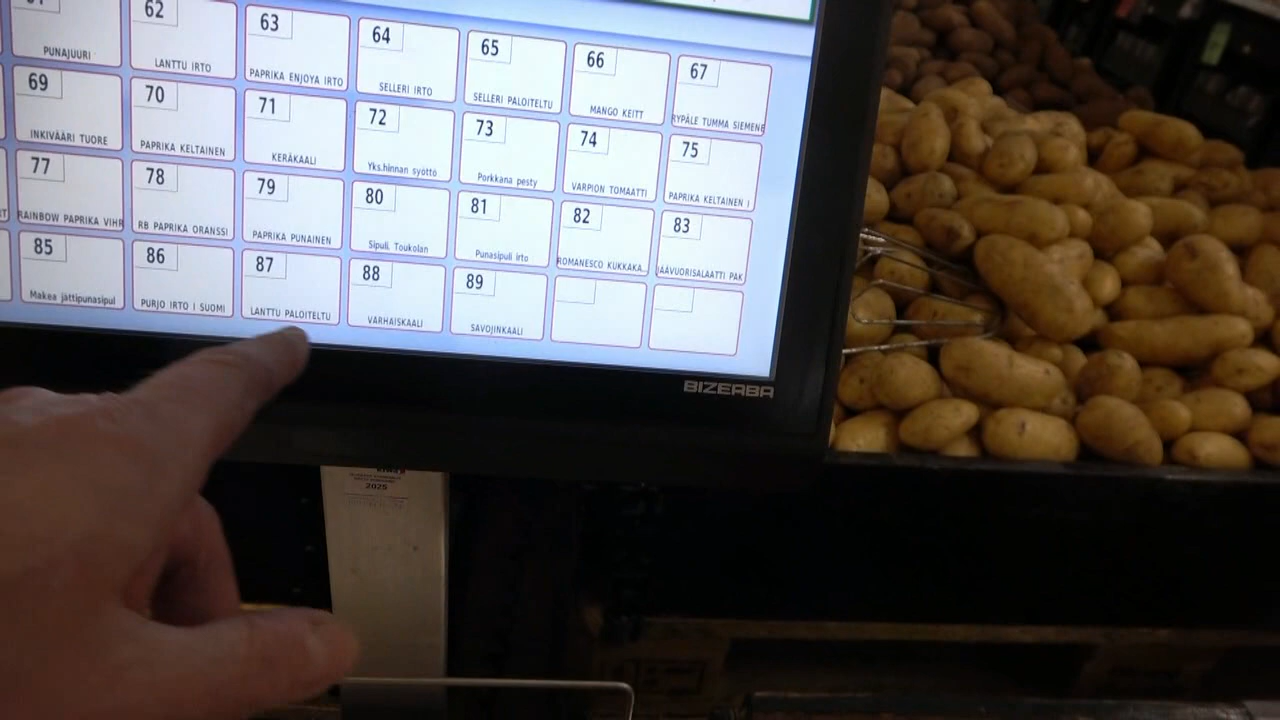 62
63
64
65
66
67
PUNAJUURI
LANTTU IRTO
PAPRIKA ENJOYA IRTO
SELLERI IRTO
SELLERI PALOITELTU
MANGO KEITT
RYPÄLE TUMMA SIEMENE
69
70
71
72
73
74
75
INKIVÄÄRI TUORE
PAPRIKA KELTAINEN
KERÄKAALI
Yks.hinnan syöttö
Porkkana pesty
VARPION TOMAATTI
PAPRIKA KELTAINEN I
77
78
79
80
81
82
83
RAINBOW PAPRIKA VIHR
RB PAPRIKA ORANSSI
PAPRIKA PUNAINEN
Sipuli. Toukolan
Punasipuli irto
ROMANESCO KUKKAKA..
JÄÄVUORISALAATTI PAK
85
86
87
88
89
Makea jättipunasipul
PURJO IRTO I SUOMI
LANTTU PALOITELTU
VARHAISKAALI
SAVOJINKAALI
BIZERBA
2025